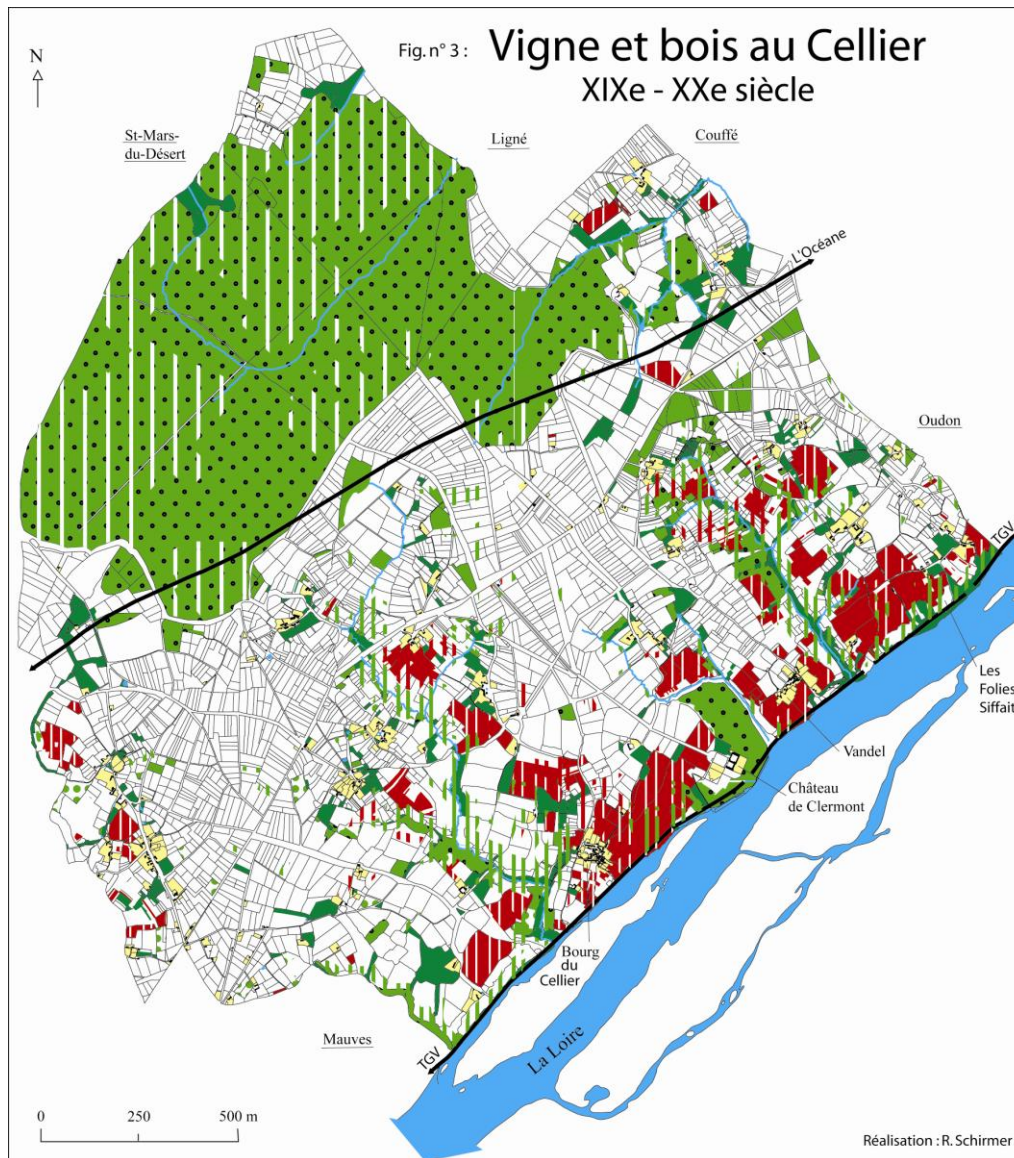 Fig. n° 3 : Vigne et bois au Cellier
XIXe - XXe siècle
N
St-Mars-
du-Désert
Ligné
Couffé
L'Océane
Oudon
TGV
Les
Folies
Siffait
Vandel
Château
de Clermont
Bourg
du
Cellier
La Loire
Mauves
TGV
0 250 500 m
Réalisation : R. Schirmer